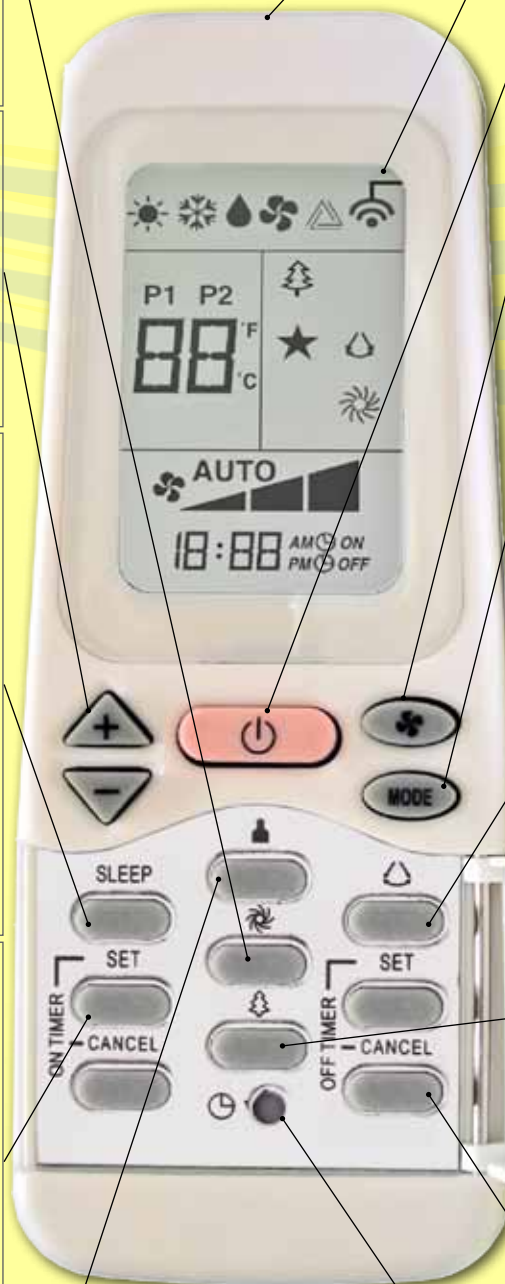 P1 P2
88 °F
°C
AUTO
18:88 AM ON
PM OFF
+
−
MODE
SLEEP
SET
SET
ON TIMER
OFF TIMER
CANCEL
CANCEL